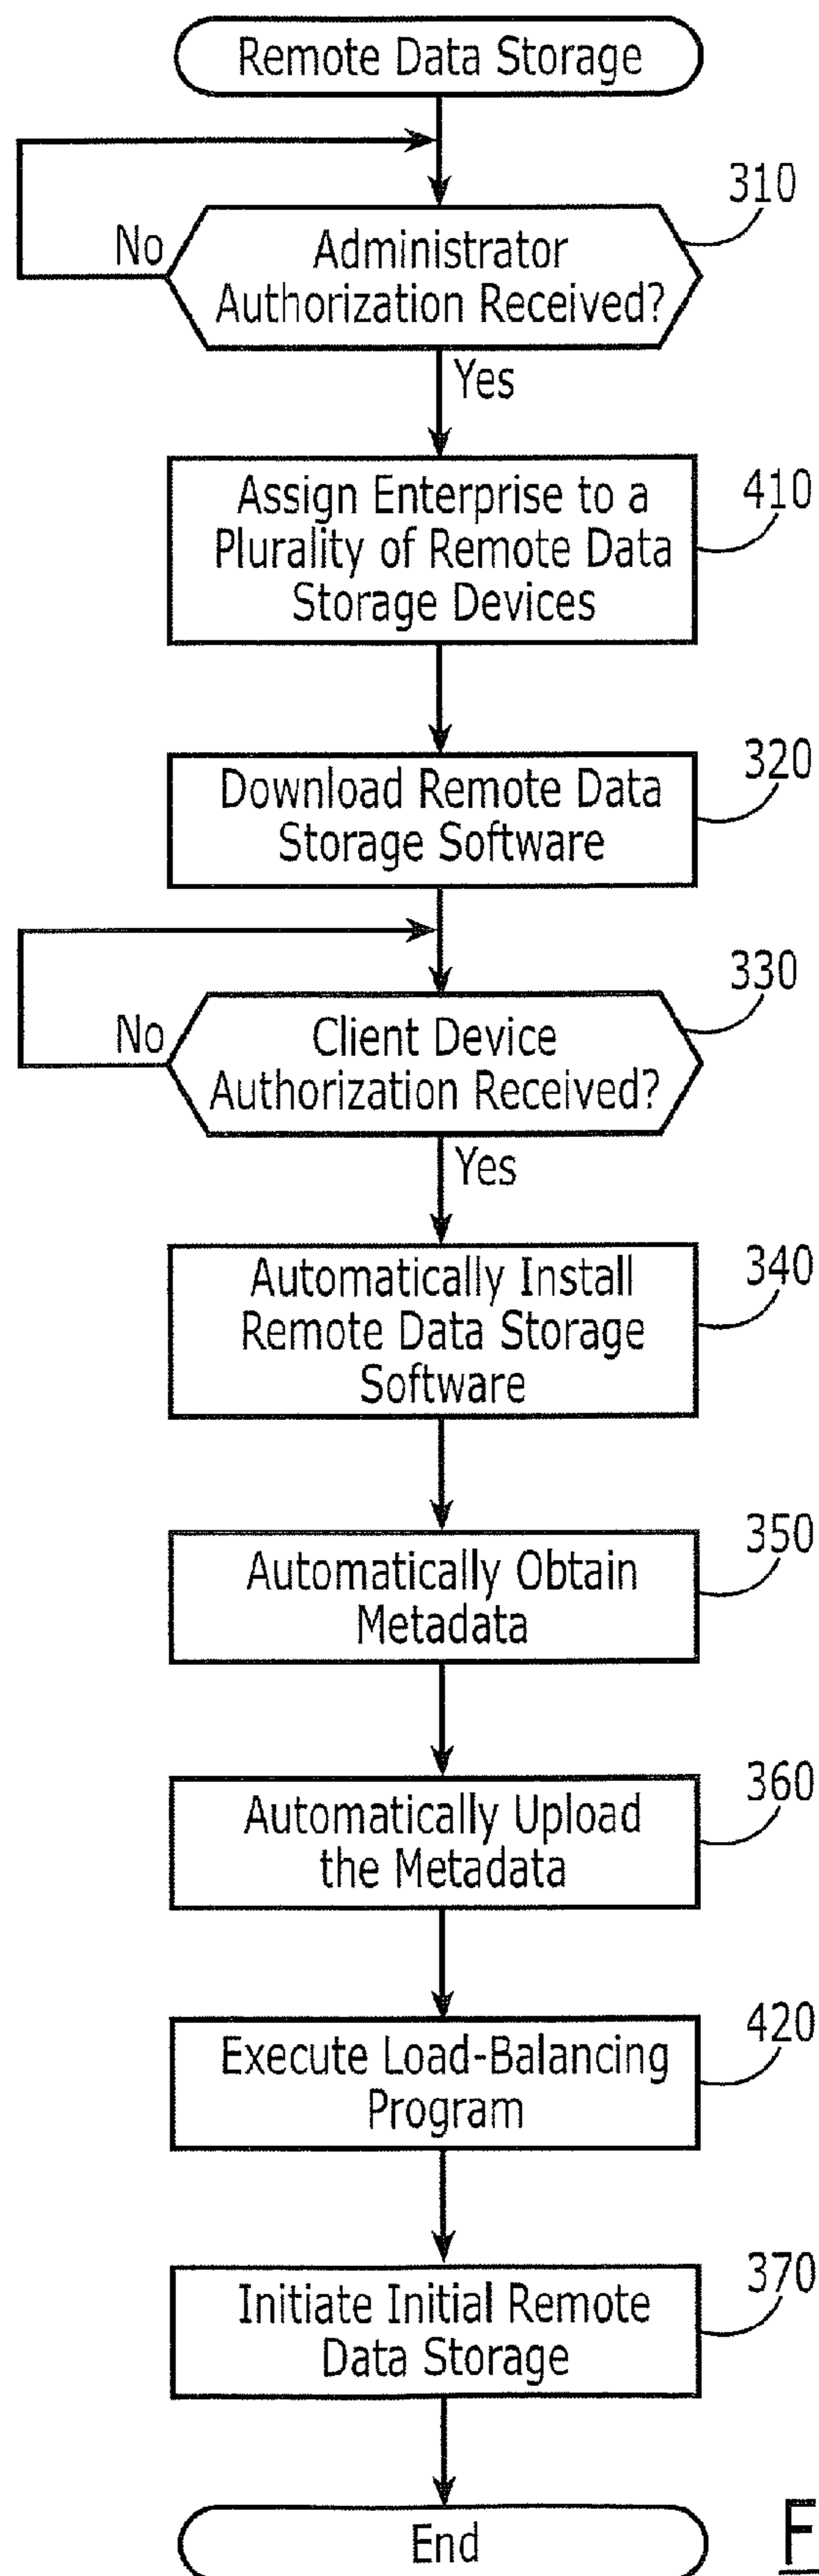 Remote Data Storage
310
No
Administrator
Authorization Received?
Yes
410
Assign Enterprise to a
Plurality of Remote Data
Storage Devices
320
Download Remote Data
Storage Software
330
No
Client Device
Authorization Received?
Yes
340
Automatically Install
Remote Data Storage
Software
350
Automatically Obtain
Metadata
360
Automatically Upload
the Metadata
420
Execute Load-Balancing
Program
370
Initiate Initial Remote
Data Storage
End